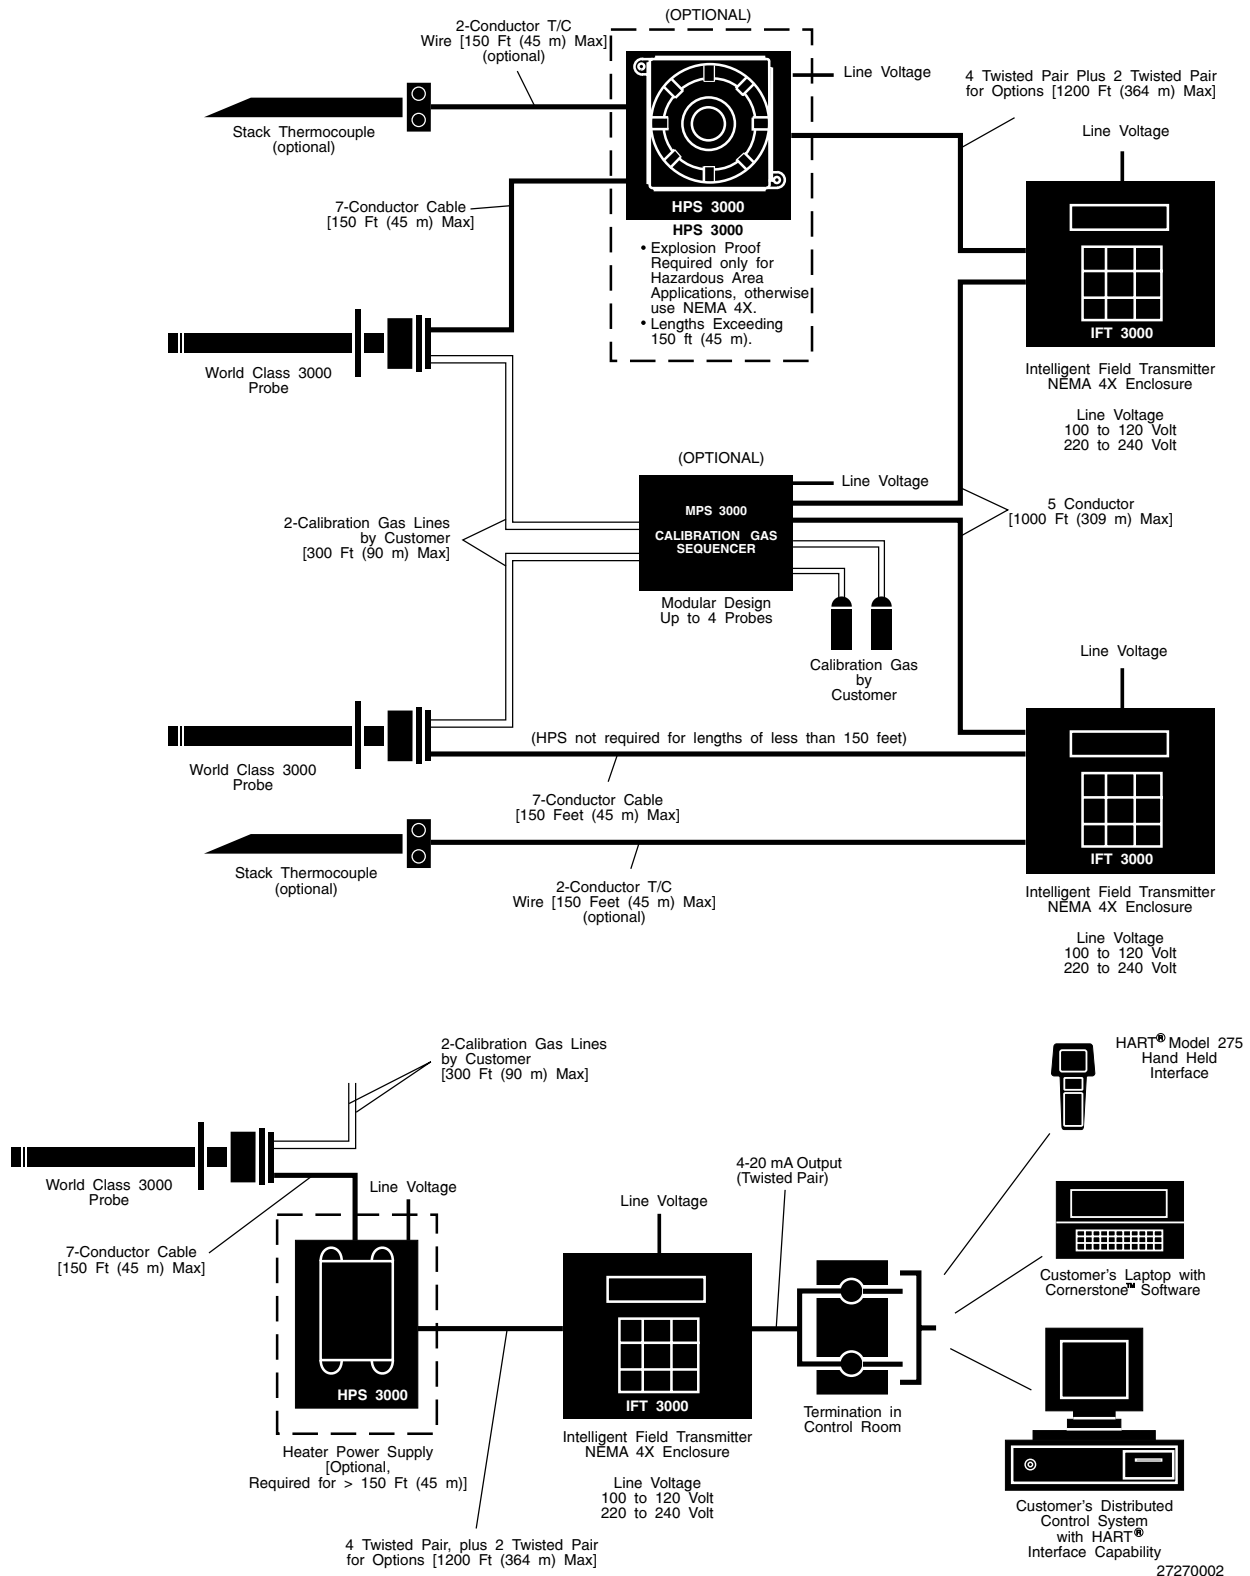 (OPTIONAL)
2-Conductor T/C
Wire [150 Ft (45 m) Max]
(optional)
Line Voltage
4 Twisted Pair Plus 2 Twisted Pair
for Options [1200 Ft (364 m) Max]
Stack Thermocouple
(optional)
Line Voltage
7-Conductor Cable
[150 Ft (45 m) Max]
HPS 3000
HPS 3000
• Explosion Proof
Required only for
Hazardous Area
Applications, otherwise
use NEMA 4X.
• Lengths Exceeding
150 ft (45 m).
IFT 3000
World Class 3000
Probe
Intelligent Field Transmitter
NEMA 4X Enclosure
Line Voltage
100 to 120 Volt
220 to 240 Volt
(OPTIONAL)
Line Voltage
MPS 3000
CALIBRATION GAS
SEQUENCER
5 Conductor
[1000 Ft (309 m) Max]
2-Calibration Gas Lines
by Customer
[300 Ft (90 m) Max]
Modular Design
Up to 4 Probes
Calibration Gas
by
Customer
Line Voltage
(HPS not required for lengths of less than 150 feet)
World Class 3000
Probe
7-Conductor Cable
[150 Feet (45 m) Max]
IFT 3000
Stack Thermocouple
(optional)
2-Conductor T/C
Wire [150 Feet (45 m) Max]
(optional)
Intelligent Field Transmitter
NEMA 4X Enclosure
Line Voltage
100 to 120 Volt
220 to 240 Volt
2-Calibration Gas Lines
by Customer
[300 Ft (90 m) Max]
HART® Model 275
Hand Held
Interface
World Class 3000
Probe
Line Voltage
4-20 mA Output
(Twisted Pair)
Line Voltage
7-Conductor Cable
[150 Ft (45 m) Max]
Customer's Laptop with
Cornerstone™ Software
HPS 3000
IFT 3000
Termination in
Control Room
Heater Power Supply
[Optional,
Required for > 150 Ft (45 m)]
Intelligent Field Transmitter
NEMA 4X Enclosure
Line Voltage
100 to 120 Volt
220 to 240 Volt
Customer's Distributed
Control System
with HART®
Interface Capability
4 Twisted Pair, plus 2 Twisted Pair
for Options [1200 Ft (364 m) Max]
27270002